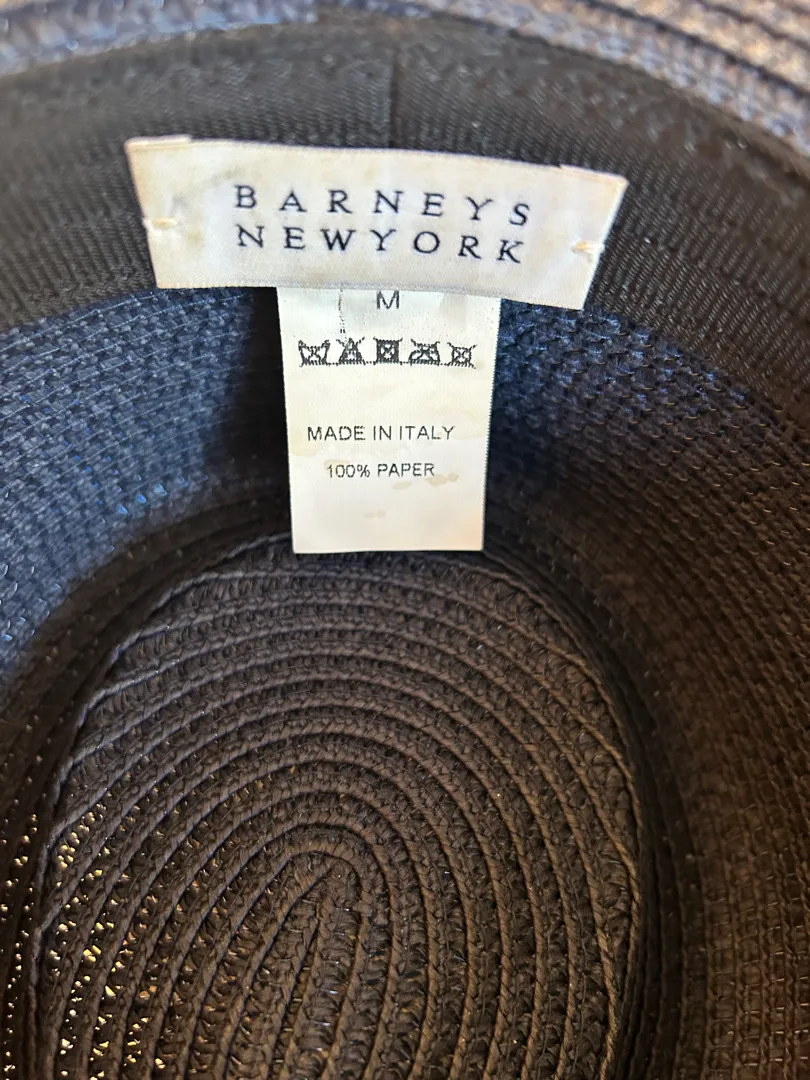 BARNEYS
NEWYORK
M
MADE IN ITALY
100% PAPER